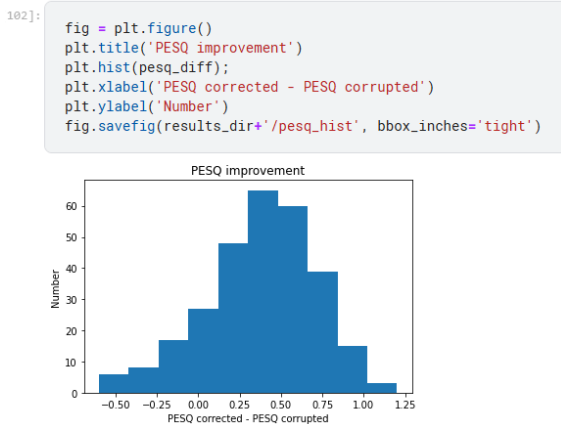 102]:
fig = plt.figure()
plt.title('PESQ improvement')
plt.hist(pesq_diff);
plt.xlabel('PESQ corrected - PESQ corrupted')
plt.ylabel('Number')
fig.savefig(results_dir+'/pesq_hist', bbox_inches='tight')
PESQ improvement
Number
60
50
40
30
20
10
0
−0.50 −0.25 0.00 0.25 0.50 0.75 1.00 1.25
PESQ corrected - PESQ corrupted